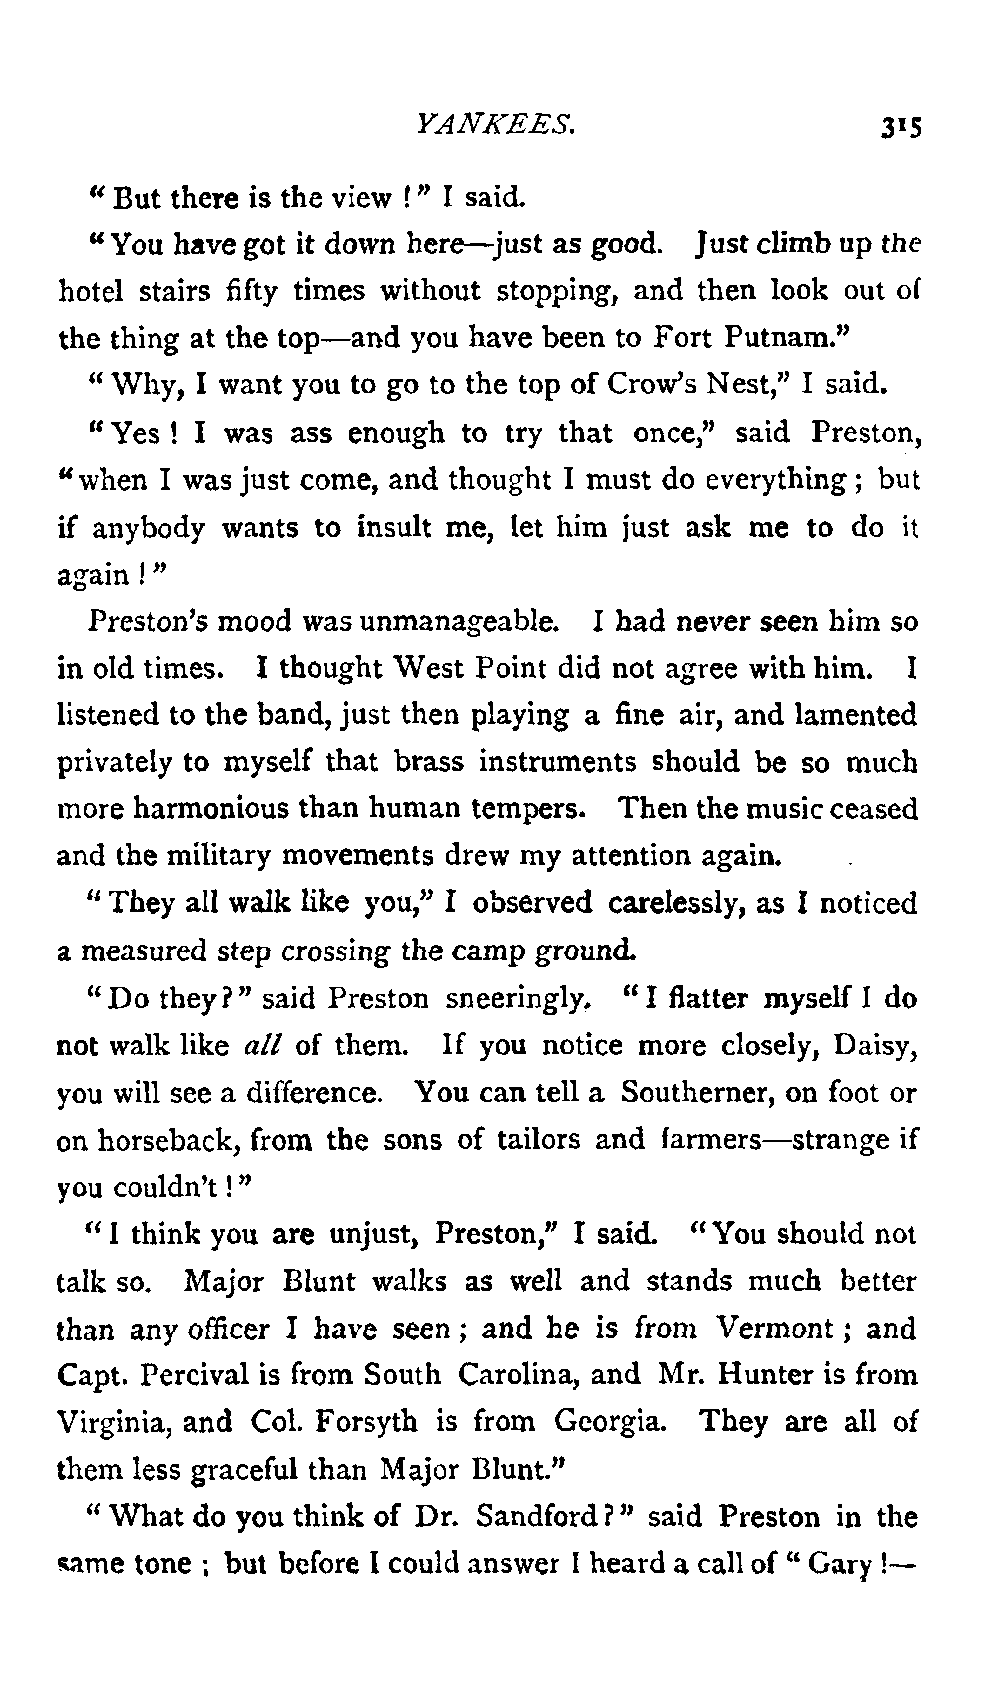 YANKEES. 315
" But there is the view ! " I said.
" You have got it down here—just as good. Just climb up the
hotel stairs fifty times without stopping, and then look out of
the thing at the top—and you have been to Fort Putnam."
" Why, I want you to go to the top of Crow's Nest," I said.
" Yes ! I was ass enough to try that once," said Preston,
" when I was just come, and thought I must do everything ; but
if anybody wants to insult me, let him just ask me to do it
again ! "
Preston's mood was unmanageable. I had never seen him so
in old times. I thought West Point did not agree with him. I
listened to the band, just then playing a fine air, and lamented
privately to myself that brass instruments should be so much
more harmonious than human tempers. Then the music ceased
and the military movements drew my attention again.
" They all walk like you," I observed carelessly, as I noticed
a measured step crossing the camp ground.
" Do they ? " said Preston sneeringly. " I flatter myself I do
not walk like all of them. If you notice more closely, Daisy,
you will see a difference. You can tell a Southerner, on foot or
on horseback, from the sons of tailors and farmers—strange if
you couldn't ! "
" I think you are unjust, Preston," I said. " You should not
talk so. Major Blunt walks as well and stands much better
than any officer I have seen ; and he is from Vermont ; and
Capt. Percival is from South Carolina, and Mr. Hunter is from
Virginia, and Col. Forsyth is from Georgia. They are all of
them less graceful than Major Blunt."
" What do you think of Dr. Sandford ? " said Preston in the
same tone ; but before I could answer I heard a call of " Gary !—